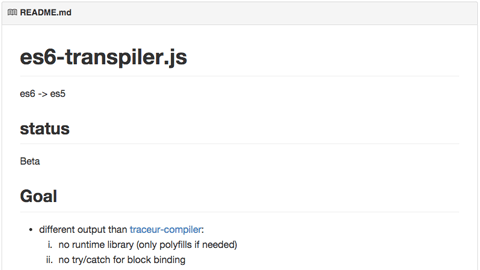 README.md
es6-transpiler.js
es6 -> es5
status
Beta
Goal
• different output than traceur-compiler:
i. no runtime library (only polyfills if needed)
ii. no try/catch for block binding